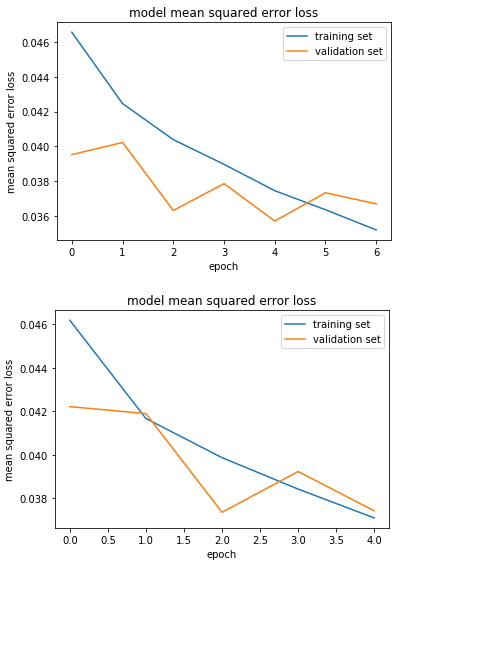 model mean squared error loss
training set
validation set
mean squared error loss
0.046
0.044
0.042
0.040
0.038
0.036
0 1 2 3 4 5 6
epoch
model mean squared error loss
training set
validation set
mean squared error loss
0.046
0.044
0.042
0.040
0.038
0.0 0.5 1.0 1.5 2.0 2.5 3.0 3.5 4.0
epoch